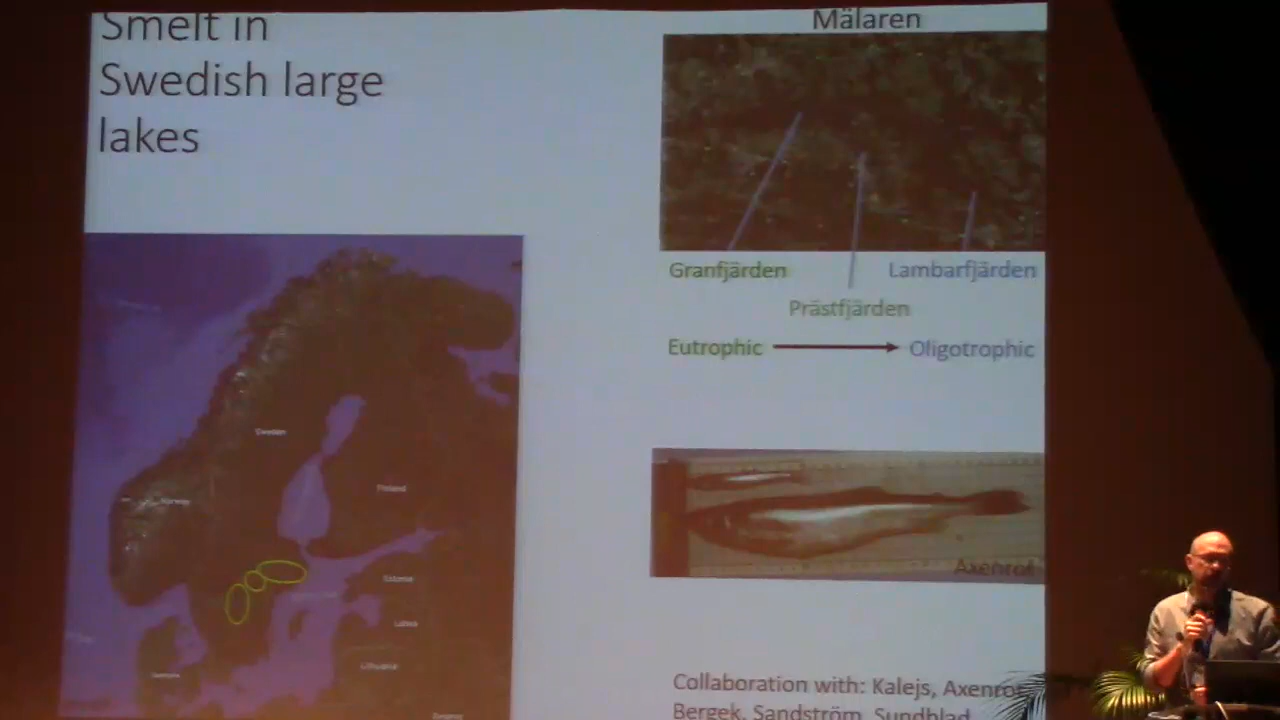 Smelt in
Swedish large
lakes
Mälaren
Granfjärden
Lambarfjärden
Prästfjärden
Eutrophic
Oligotrophic
Sweden
Norway
Finland
Estonia
Latvia
Lithuania
Axenrot
Collaboration with: Kalejs, Axenrot
Bergek, Sandström, Sundblad